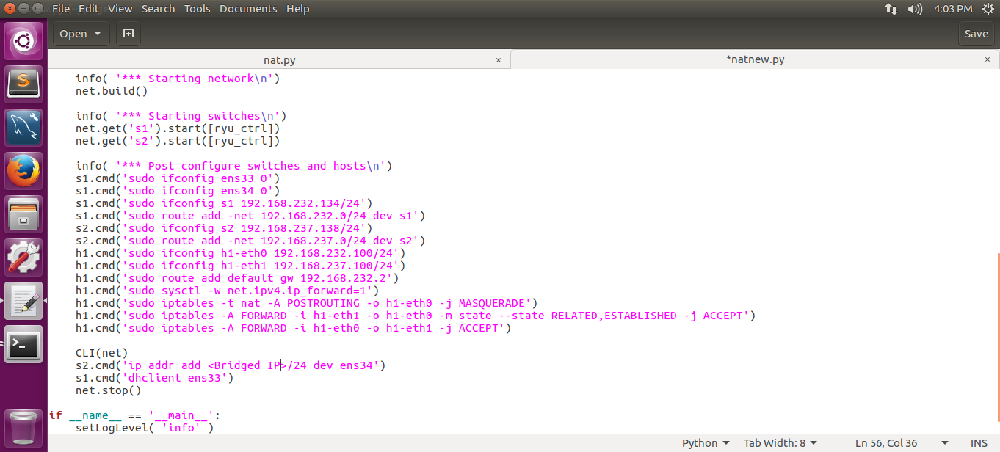 File Edit View Search Tools Documents Help 4:03 PM
Open Save
nat.py × *natnew.py ×
info( '*** Starting network\n')
net.build()
info( '*** Starting switches\n')
net.get('s1').start([ryu_ctrl])
net.get('s2').start([ryu_ctrl])
info( '*** Post configure switches and hosts\n')
s1.cmd('sudo ifconfig ens33 0')
s1.cmd('sudo ifconfig ens34 0')
s1.cmd('sudo ifconfig s1 192.168.232.134/24')
s1.cmd('sudo route add -net 192.168.232.0/24 dev s1')
s2.cmd('sudo ifconfig s2 192.168.237.138/24')
s2.cmd('sudo route add -net 192.168.237.0/24 dev s2')
h1.cmd('sudo ifconfig h1-eth0 192.168.232.100/24')
h1.cmd('sudo ifconfig h1-eth1 192.168.237.100/24')
h1.cmd('sudo route add default gw 192.168.232.2')
h1.cmd('sudo sysctl -w net.ipv4.ip_forward=1')
h1.cmd('sudo iptables -t nat -A POSTROUTING -o h1-eth0 -j MASQUERADE')
h1.cmd('sudo iptables -A FORWARD -i h1-eth1 -o h1-eth0 -m state --state RELATED,ESTABLISHED -j ACCEPT')
h1.cmd('sudo iptables -A FORWARD -i h1-eth0 -o h1-eth1 -j ACCEPT')
CLI(net)
s2.cmd('ip addr add <Bridged IP>/24 dev ens34')
s1.cmd('dhclient ens33')
net.stop()
if __name__ == '__main__':
setLogLevel( 'info' )
Python Tab Width: 8 Ln 56, Col 36 INS